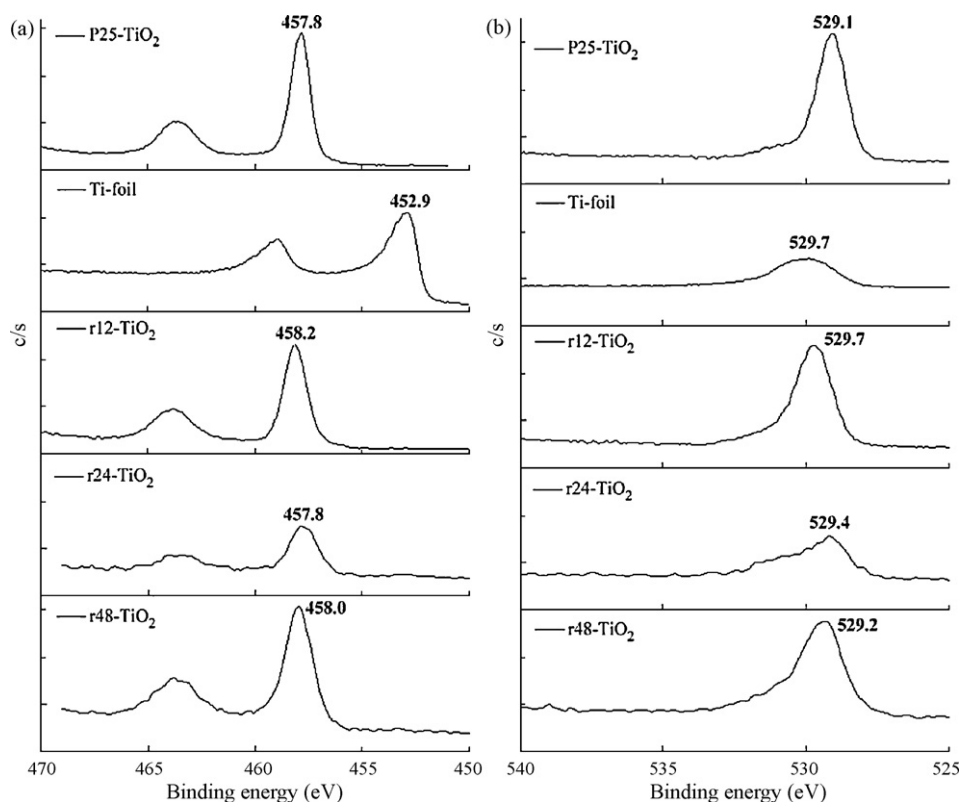 (a)
P25-TiO₂
457.8
Ti-foil
452.9
r12-TiO₂
458.2
r24-TiO₂
457.8
r48-TiO₂
458.0
c/s
470 465 460 455 450
Binding energy (eV)
(b)
P25-TiO₂
529.1
Ti-foil
529.7
r12-TiO₂
529.7
r24-TiO₂
529.4
r48-TiO₂
529.2
c/s
540 535 530 525
Binding energy (eV)